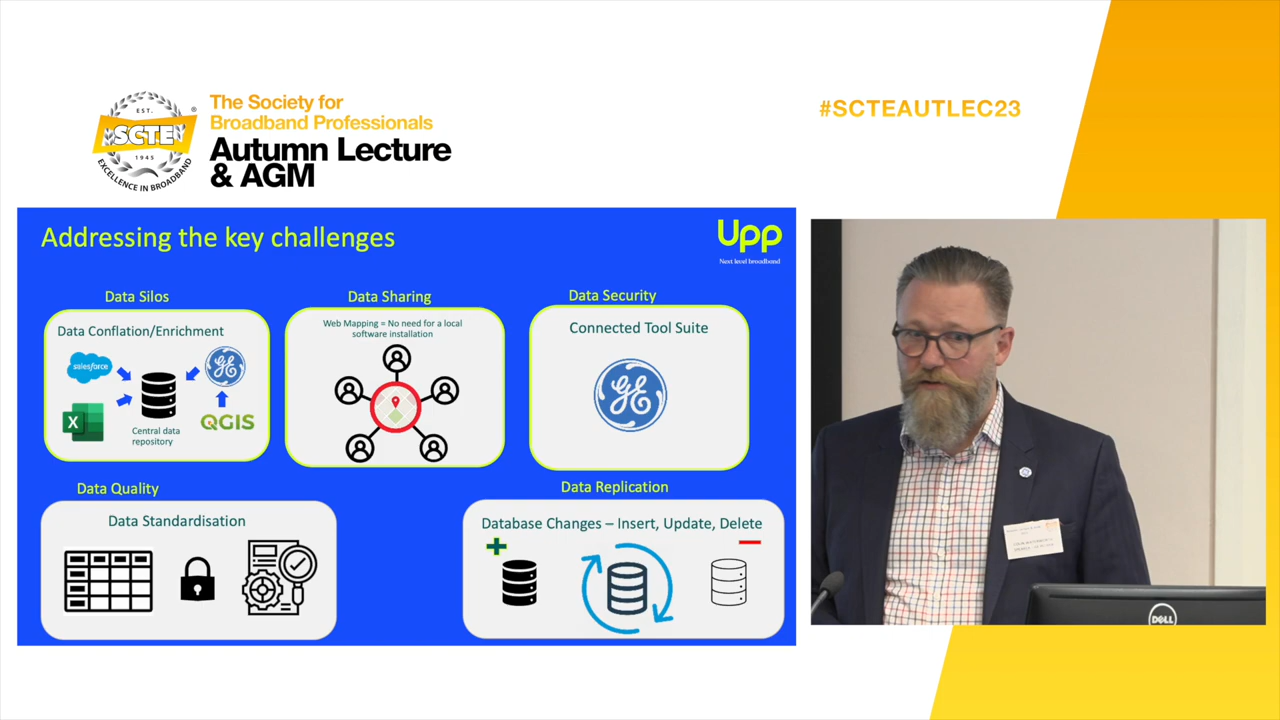 EST.
SCTE
®
1945
EXCELLENCE IN BROADBAND
The Society for
Broadband Professionals
Autumn Lecture
& AGM
#SCTEAUTLEC23
Addressing the key challenges
Upp
Next level broadband
Data Silos
Data Conflation/Enrichment
salesforce
GE
X
QGIS
Central data
repository
Data Sharing
Web Mapping = No need for a local
software installation
Data Security
Connected Tool Suite
GE
Data Quality
Data Standardisation
Data Replication
Database Changes – Insert, Update, Delete
DELL